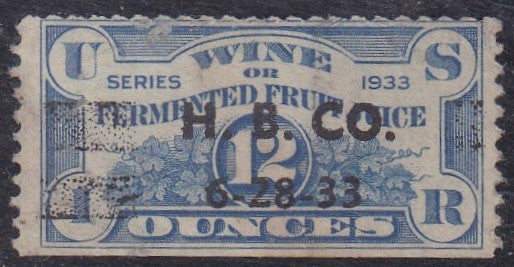 U WINE S
SERIES OR 1933
FERMENTED FRUIT JUICE
H. B. CO.
12
6-28-33
I R
OUNCES